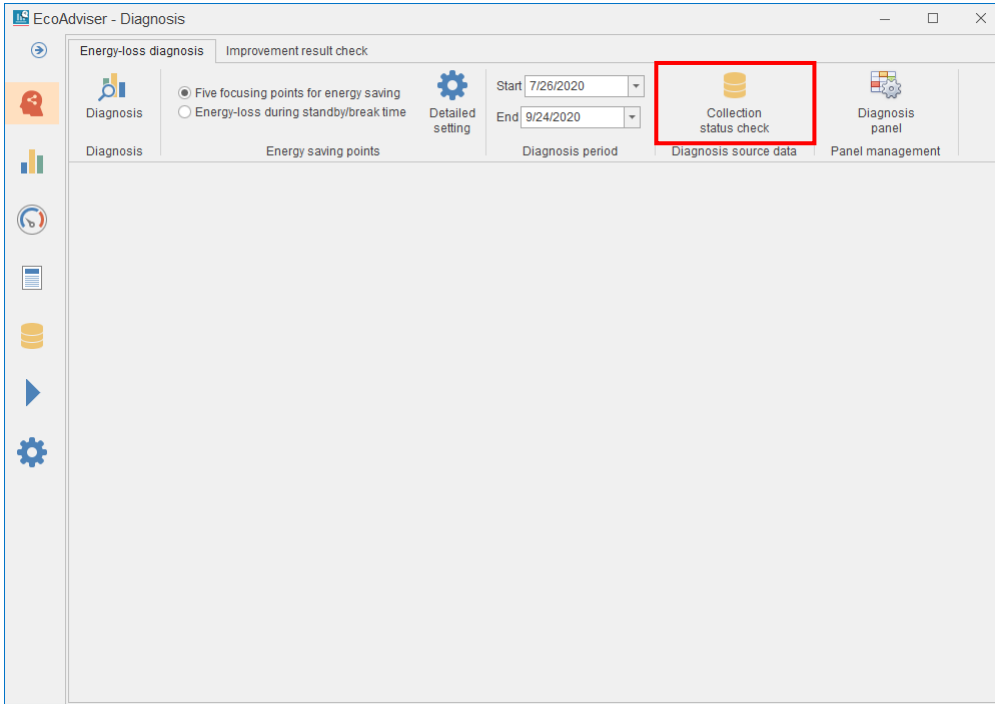 EcoAdviser - Diagnosis
Energy-loss diagnosis
Improvement result check
Diagnosis
Five focusing points for energy saving
Energy-loss during standby/break time
Detailed
setting
Start 7/26/2020
End 9/24/2020
Collection
status check
Diagnosis
panel
Diagnosis
Energy saving points
Diagnosis period
Diagnosis source data
Panel management